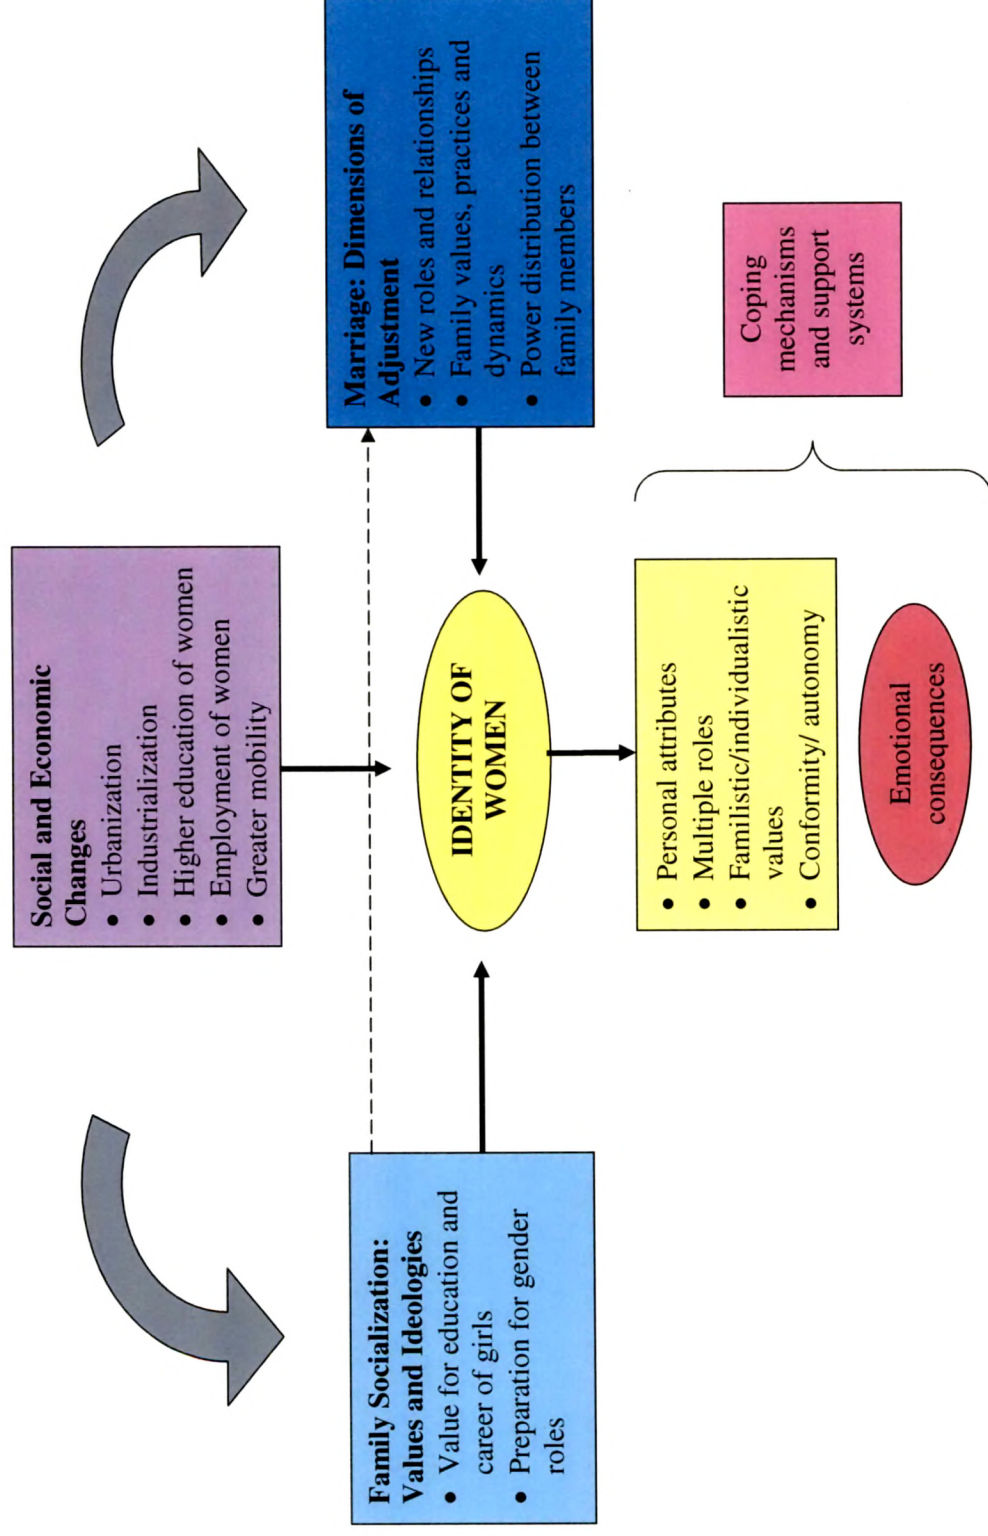 Social and Economic
Changes
• Urbanization
• Industrialization
• Higher education of women
• Employment of women
• Greater mobility
Family Socialization:
Values and Ideologies
• Value for education and
career of girls
• Preparation for gender
roles
IDENTITY OF
WOMEN
Marriage: Dimensions of
Adjustment
• New roles and relationships
• Family values, practices and
dynamics
• Power distribution between
family members
• Personal attributes
• Multiple roles
• Familistic/individualistic
values
• Conformity/ autonomy
Coping
mechanisms
and support
systems
Emotional
consequences